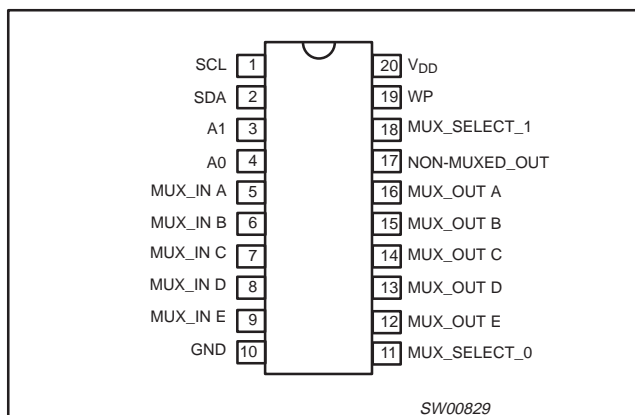 SCL 1 20 VDD
SDA 2 19 WP
A1 3 18 MUX_SELECT_1
A0 4 17 NON-MUXED_OUT
MUX_IN A 5 16 MUX_OUT A
MUX_IN B 6 15 MUX_OUT B
MUX_IN C 7 14 MUX_OUT C
MUX_IN D 8 13 MUX_OUT D
MUX_IN E 9 12 MUX_OUT E
GND 10 11 MUX_SELECT_0
SW00829